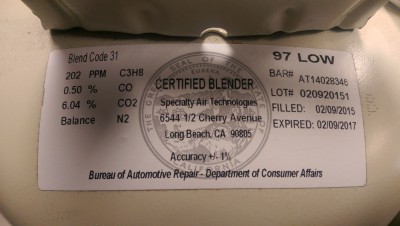 Blend Code 31
97 LOW
202 PPM C3H8
0.50 % CO
6.04 % CO2
Balance N2
CERTIFIED BLENDER
Specialty Air Technologies
6544 1/2 Cherry Avenue
Long Beach, CA 90805
Accuracy +/- 1%
BAR# AT14028346
LOT# 020920151
FILLED: 02/09/2015
EXPIRED: 02/09/2017
Bureau of Automotive Repair - Department of Consumer Affairs
EUREKA